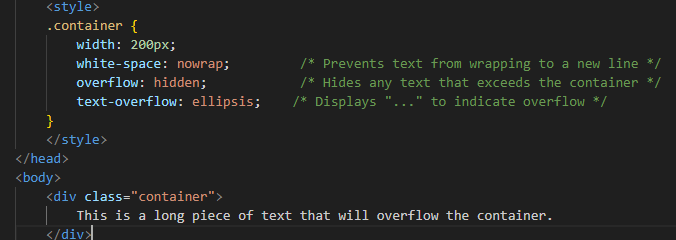 <style>
.container {
width: 200px;
white-space: nowrap; /* Prevents text from wrapping to a new line */
overflow: hidden; /* Hides any text that exceeds the container */
text-overflow: ellipsis; /* Displays "..." to indicate overflow */
}
</style>
</head>
<body>
<div class="container">
This is a long piece of text that will overflow the container.
</div>